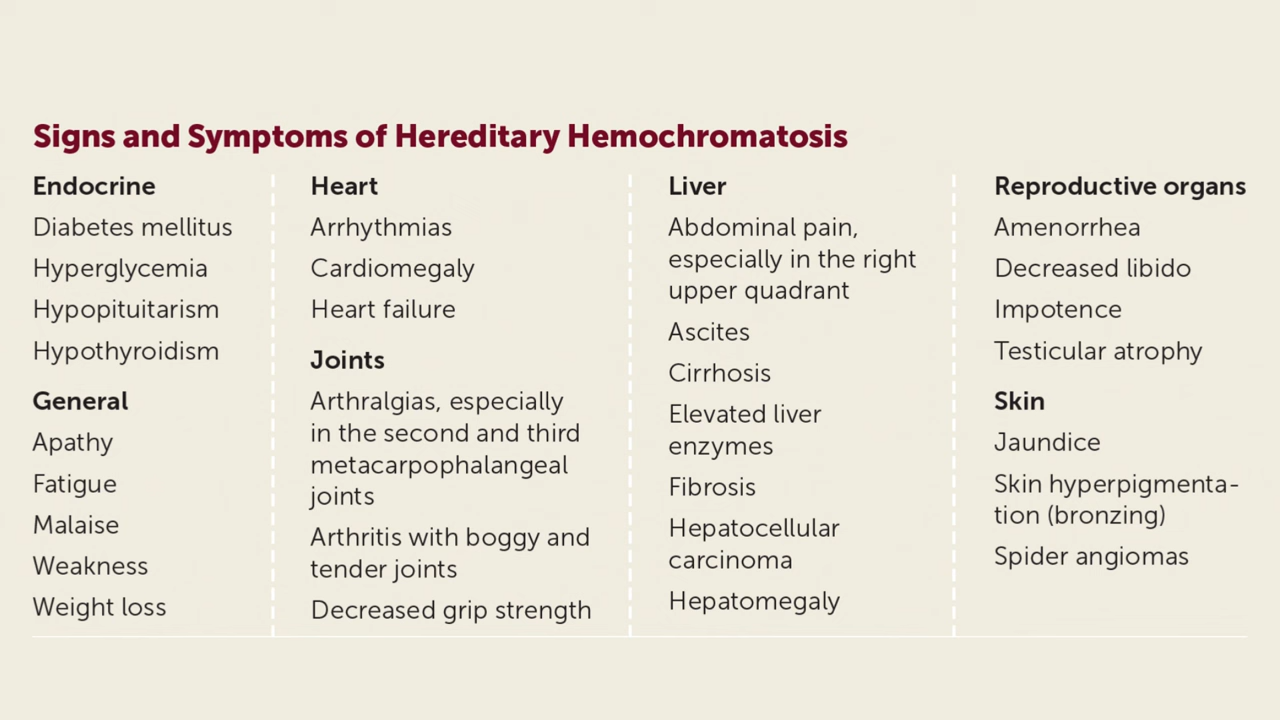 Signs and Symptoms of Hereditary Hemochromatosis
Endocrine
Diabetes mellitus
Hyperglycemia
Hypopituitarism
Hypothyroidism
General
Apathy
Fatigue
Malaise
Weakness
Weight loss
Heart
Arrhythmias
Cardiomegaly
Heart failure
Joints
Arthralgias, especially
in the second and third
metacarpophalangeal
joints
Arthritis with boggy and
tender joints
Decreased grip strength
Liver
Abdominal pain,
especially in the right
upper quadrant
Ascites
Cirrhosis
Elevated liver
enzymes
Fibrosis
Hepatocellular
carcinoma
Hepatomegaly
Reproductive organs
Amenorrhea
Decreased libido
Impotence
Testicular atrophy
Skin
Jaundice
Skin hyperpigmenta-
tion (bronzing)
Spider angiomas